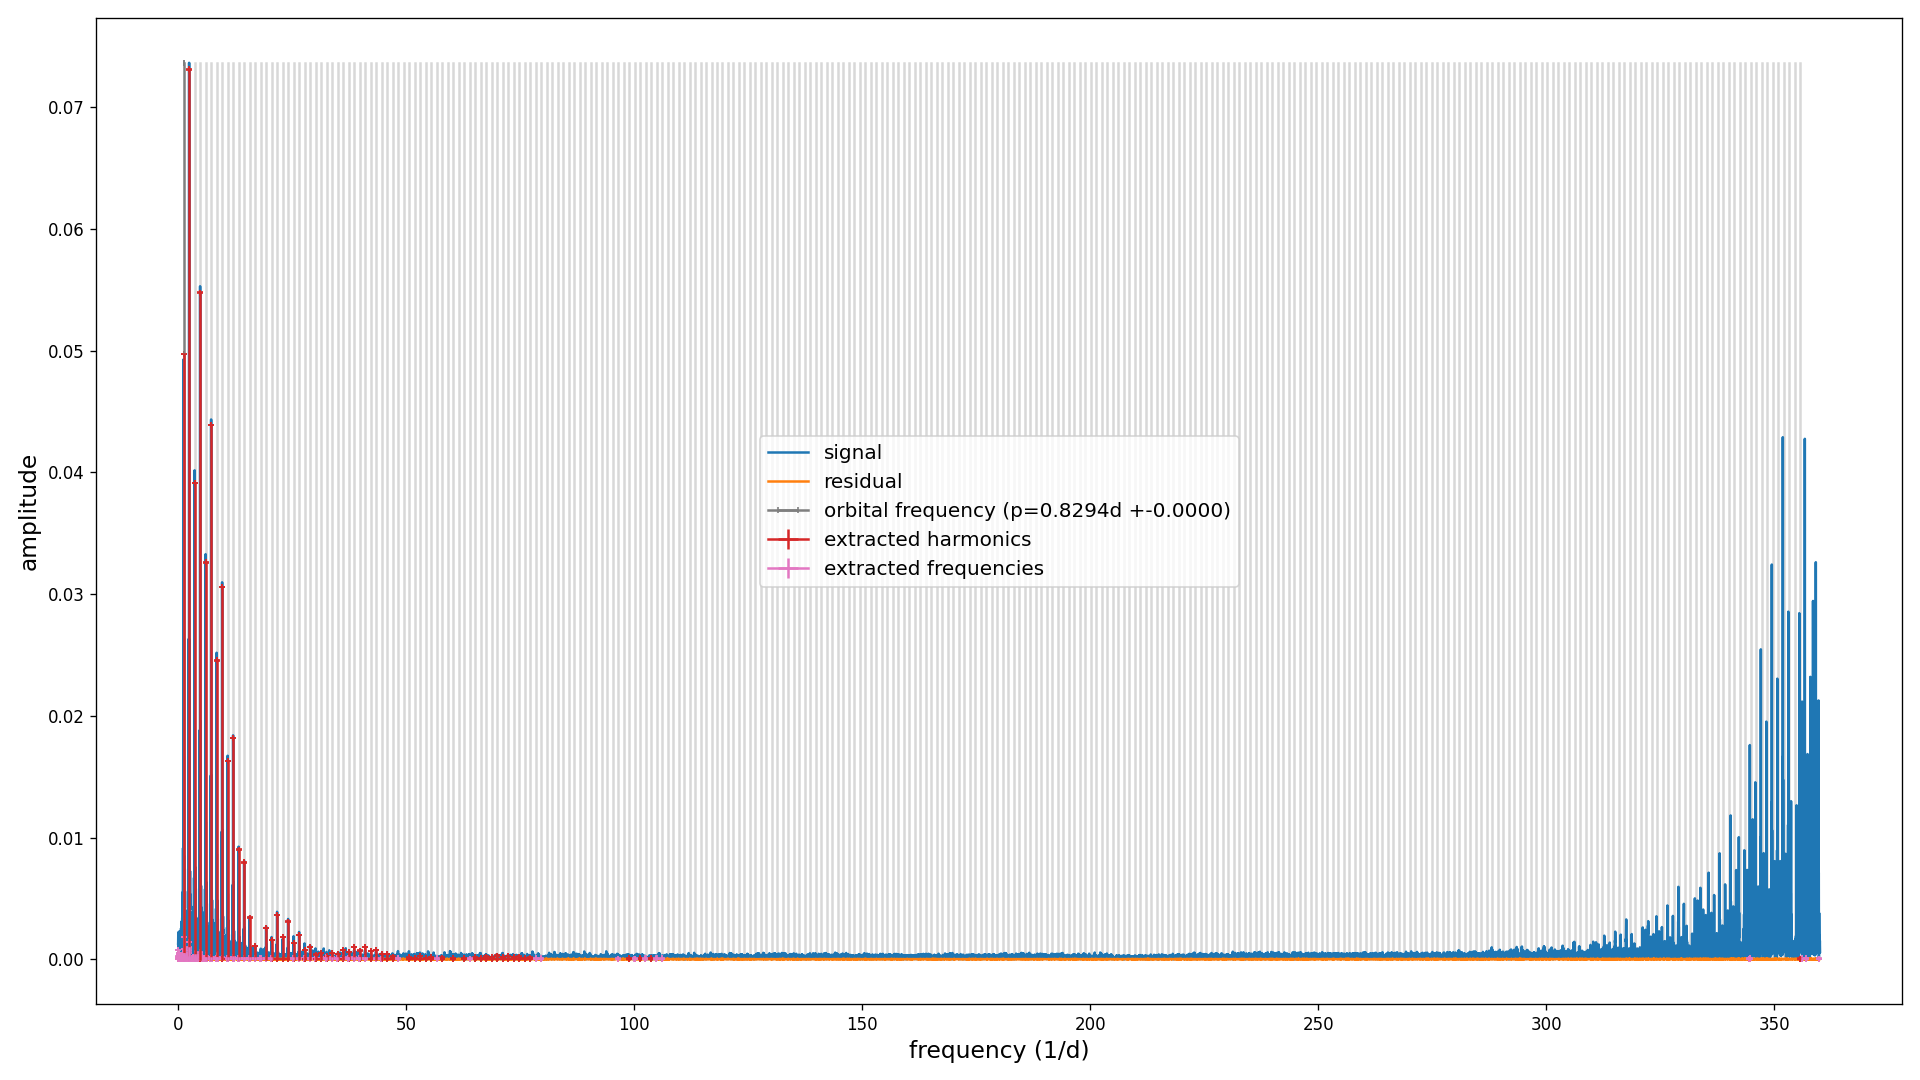 0.07
0.06
0.05
0.04
0.03
0.02
0.01
0.00
amplitude
signal
residual
orbital frequency (p=0.8294d +-0.0000)
extracted harmonics
extracted frequencies
0 50 100 150 200 250 300 350
frequency (1/d)